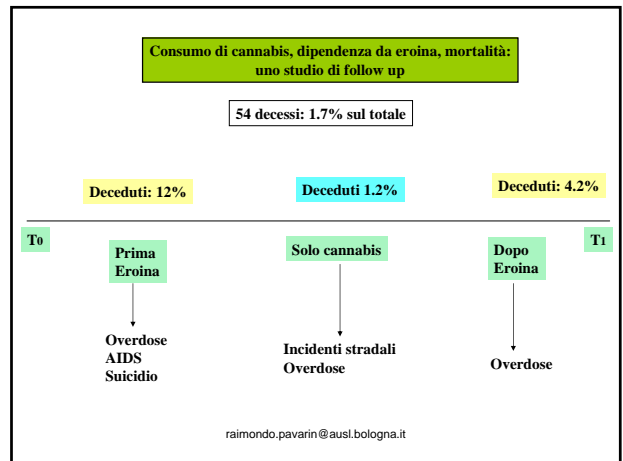 Consumo di cannabis, dipendenza da eroina, mortalità:
uno studio di follow up
54 decessi: 1.7% sul totale
Deceduti: 12%
Deceduti 1.2%
Deceduti: 4.2%
T0
Prima
Eroina
Solo cannabis
Dopo
Eroina
T1
Overdose
AIDS
Suicidio
Incidenti stradali
Overdose
Overdose
raimondo.pavarin@ausl.bologna.it